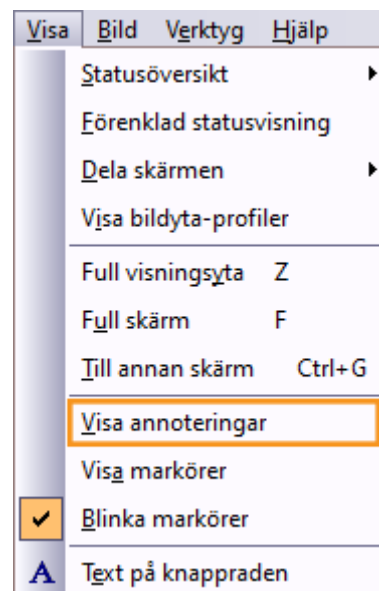 Visa Bild Verktyg Hjälp
Statusöversikt
Förenklad statusvisning
Dela skärmen
Visa bildyta-profiler
Full visningsyta Z
Full skärm F
Till annan skärm Ctrl+G
Visa annoteringar
Visa markörer
Blinka markörer
A Text på knappraden